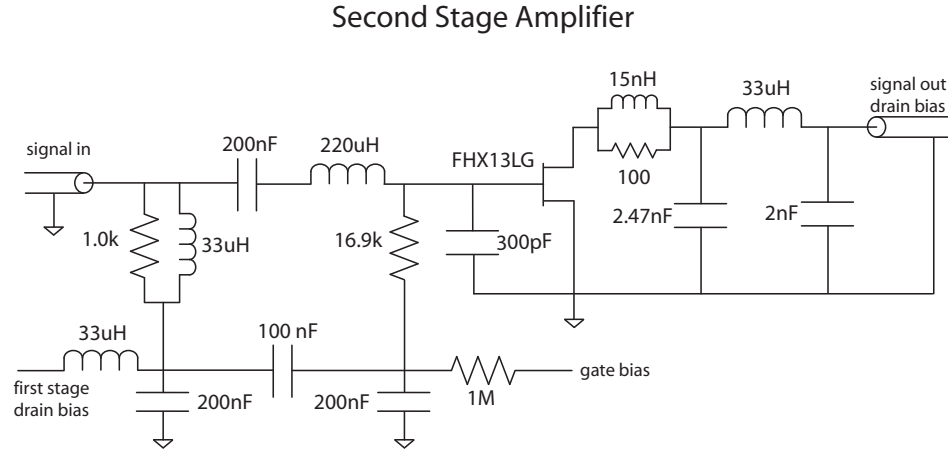 Second Stage Amplifier
15nH
33uH
signal out
drain bias
signal in
200nF
220uH
FHX13LG
100
2.47nF
2nF
1.0k
33uH
16.9k
300pF
33uH
100 nF
first stage
drain bias
200nF
200nF
1M
gate bias